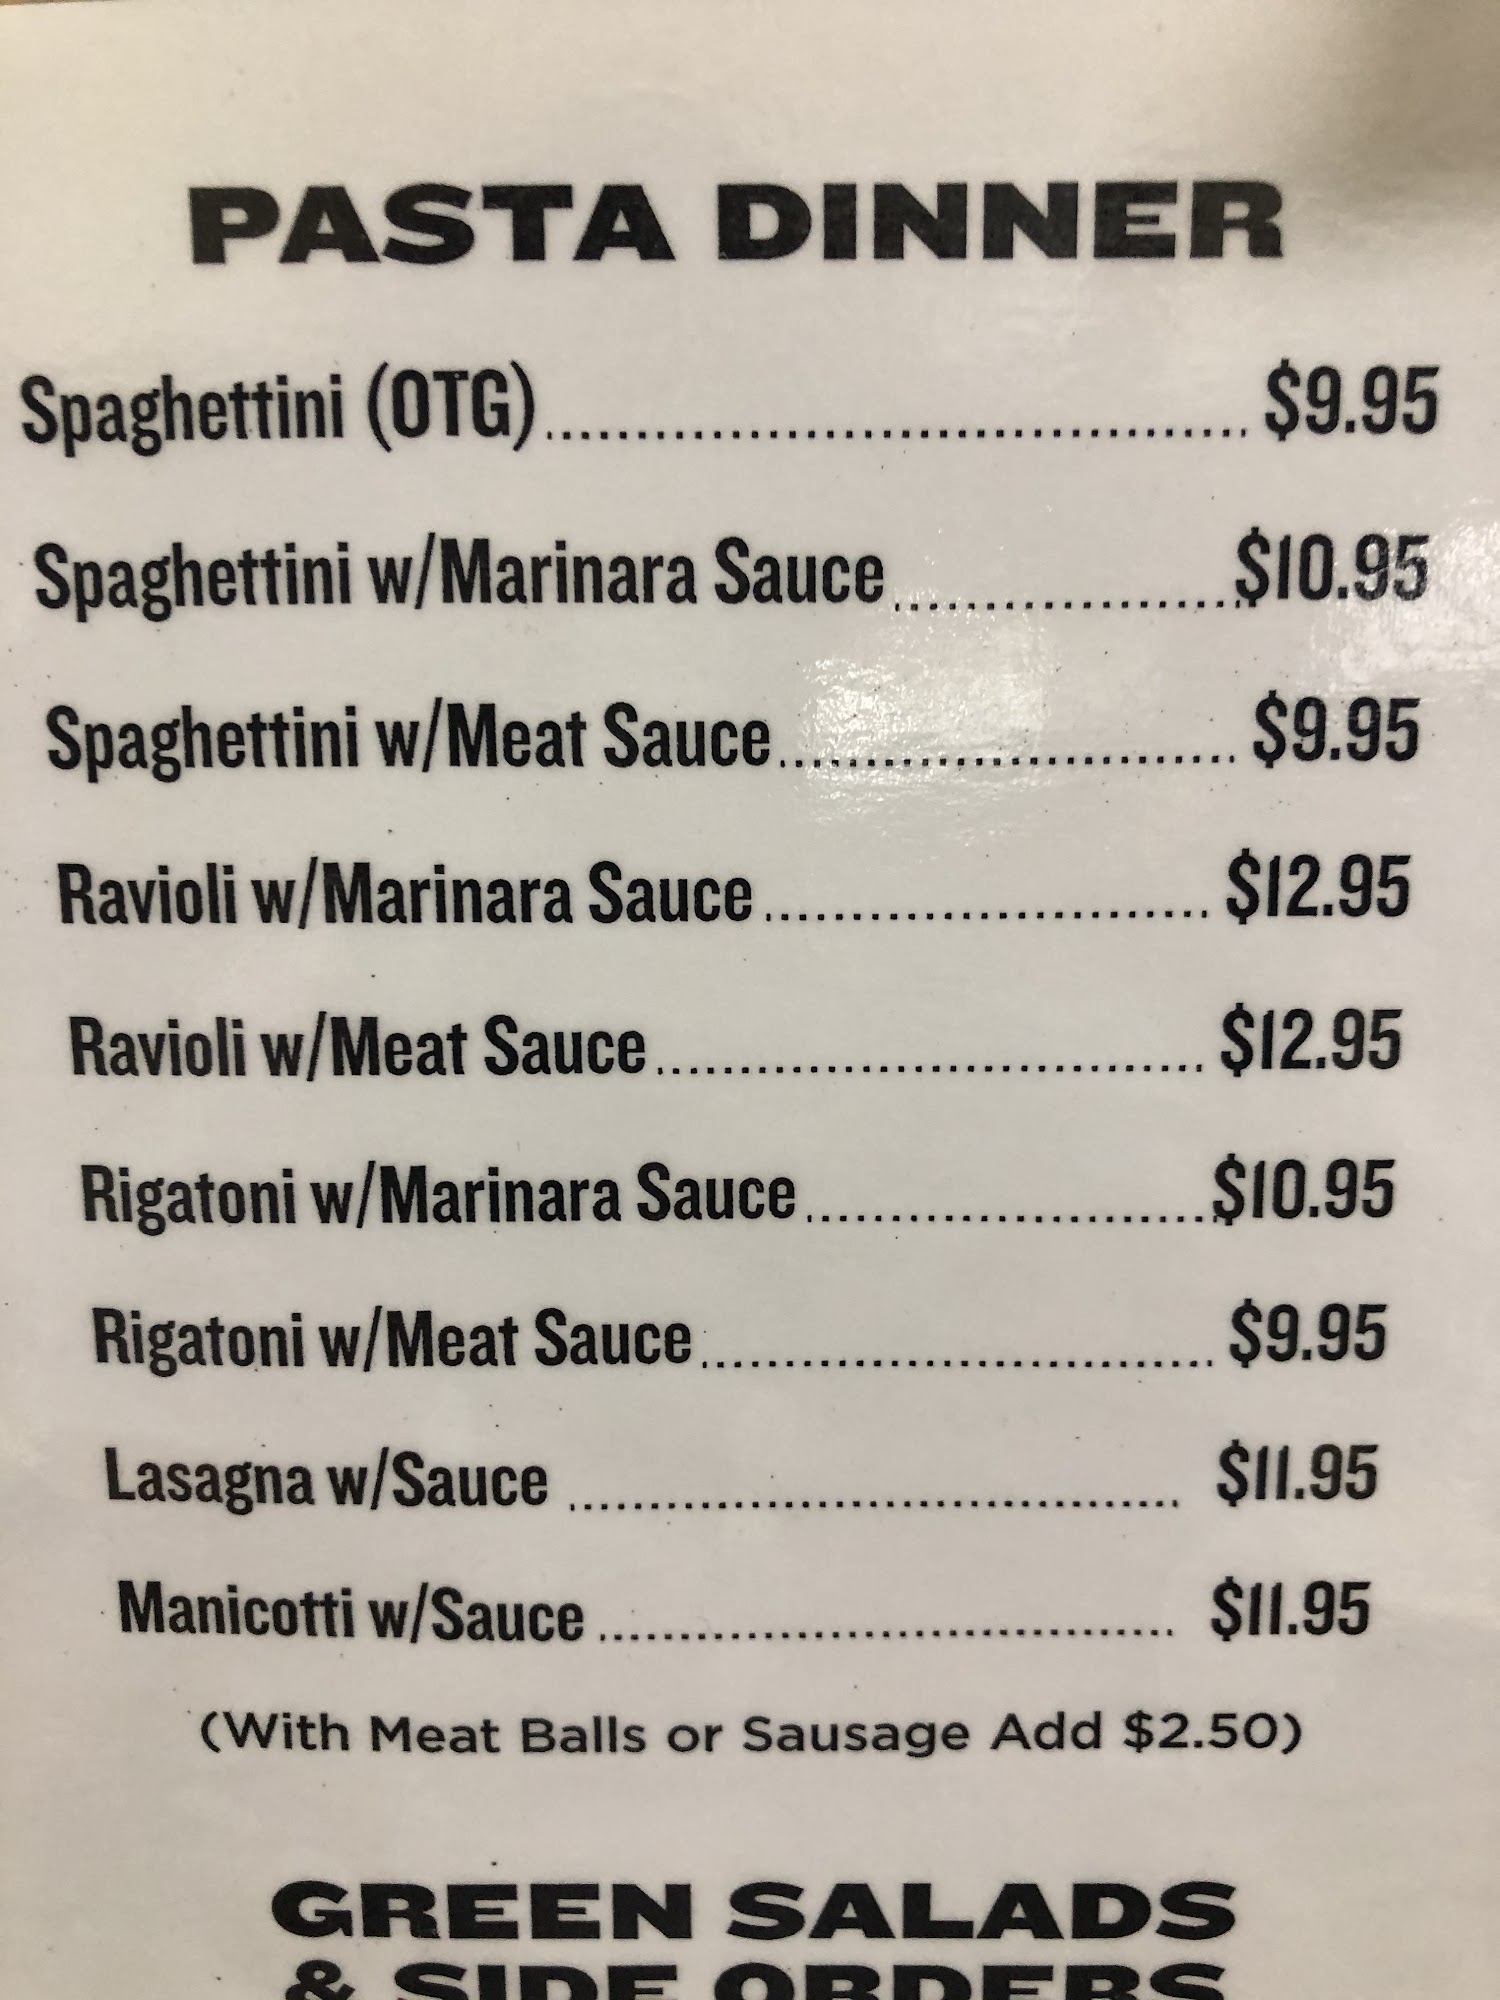 PASTA DINNER
Spaghettini (OTG)........................................ $9.95
Spaghettini w/Marinara Sauce....................$10.95
Spaghettini w/Meat Sauce.......................... $9.95
Ravioli w/Marinara Sauce.......................... $12.95
Ravioli w/Meat Sauce................................ $12.95
Rigatoni w/Marinara Sauce........................$10.95
Rigatoni w/Meat Sauce.............................. $9.95
Lasagna w/Sauce ................................... $11.95
Manicotti w/Sauce ................................. $11.95
(With Meat Balls or Sausage Add $2.50)
GREEN SALADS
& SIDE ORDERS